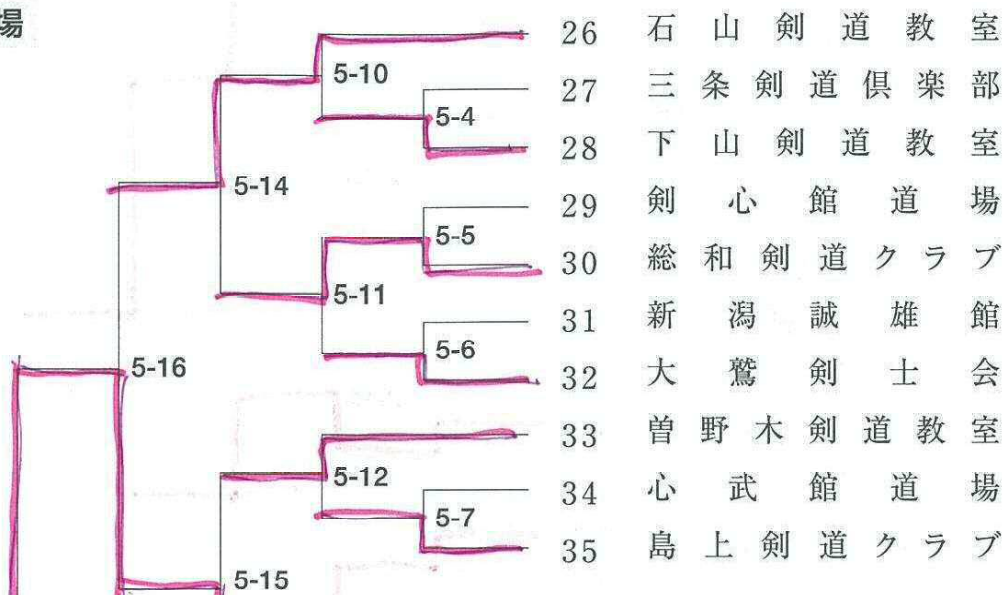 場
26 石山剣道教室
5-10
27 三条剣道倶楽部
5-4
28 下山剣道教室
5-14
29 剣心館道場
5-5
30 総和剣道クラブ
5-11
31 新潟誠雄館
5-6
5-16
32 大鷲剣士会
33 曽野木剣道教室
5-12
34 心武館道場
5-7
35 島上剣道クラブ
5-15